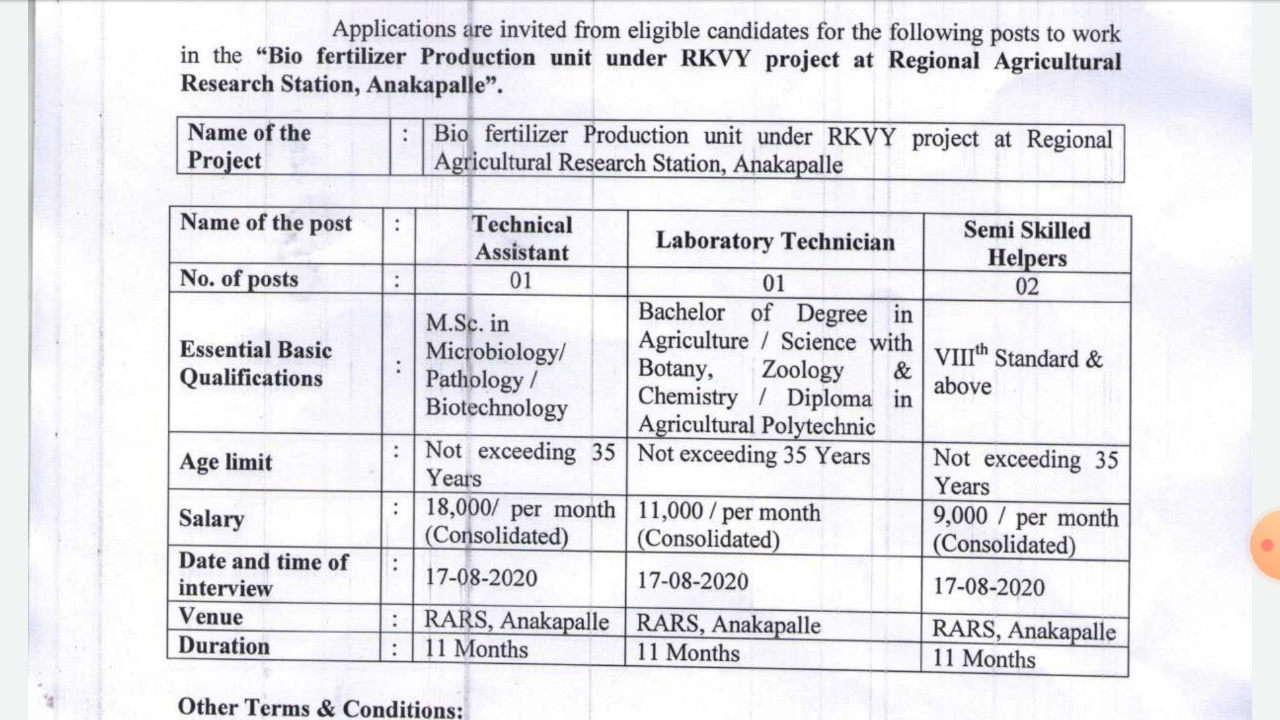 Applications are invited from eligible candidates for the following posts to work
in the “Bio fertilizer Production unit under RKVY project at Regional Agricultural
Research Station, Anakapalle”.
Name of the Project : Bio fertilizer Production unit under RKVY project at Regional
Agricultural Research Station, Anakapalle
Name of the post : Technical Assistant Laboratory Technician Semi Skilled Helpers
No. of posts : 01 01 02
Essential Basic
Qualifications
:
M.Sc. in
Microbiology/
Pathology /
Biotechnology
Bachelor of Degree in
Agriculture / Science with
Botany, Zoology &
Chemistry / Diploma in
Agricultural Polytechnic
VIIIth Standard &
above
Age limit : Not exceeding 35 Years Not exceeding 35 Years Not exceeding 35 Years
Salary : 18,000/ per month (Consolidated) 11,000 / per month (Consolidated) 9,000 / per month (Consolidated)
Date and time of interview : 17-08-2020 17-08-2020 17-08-2020
Venue : RARS, Anakapalle RARS, Anakapalle RARS, Anakapalle
Duration : 11 Months 11 Months 11 Months
Other Terms & Conditions: